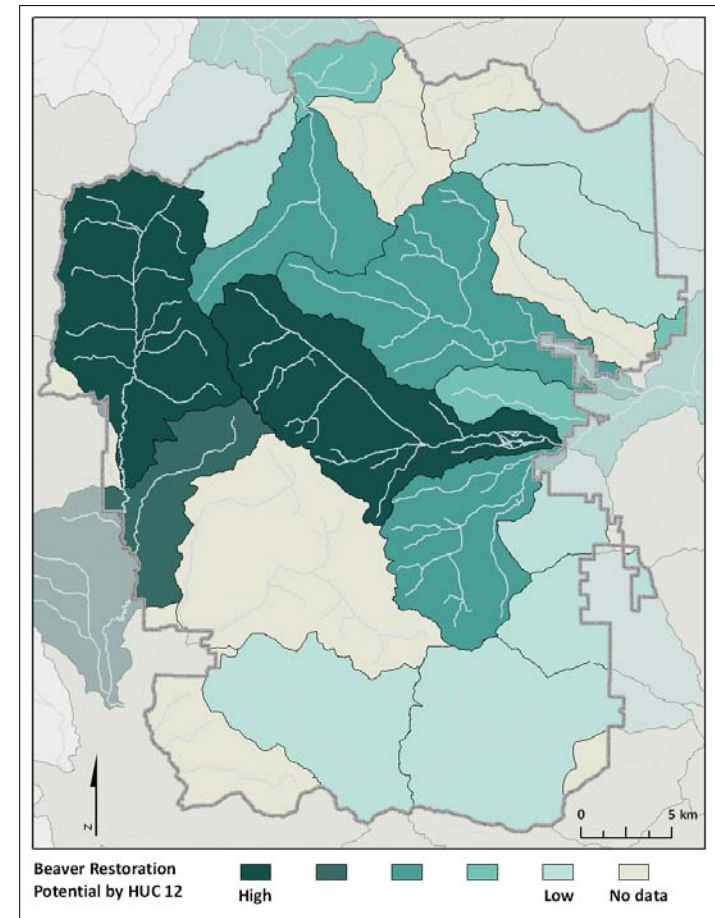 N
0 5 km
Beaver Restoration
Potential by HUC 12
High Low No data